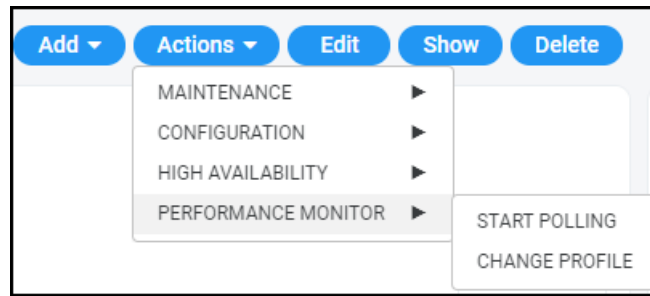 Add Actions Edit Show Delete
MAINTENANCE
CONFIGURATION
HIGH AVAILABILITY
PERFORMANCE MONITOR
START POLLING
CHANGE PROFILE